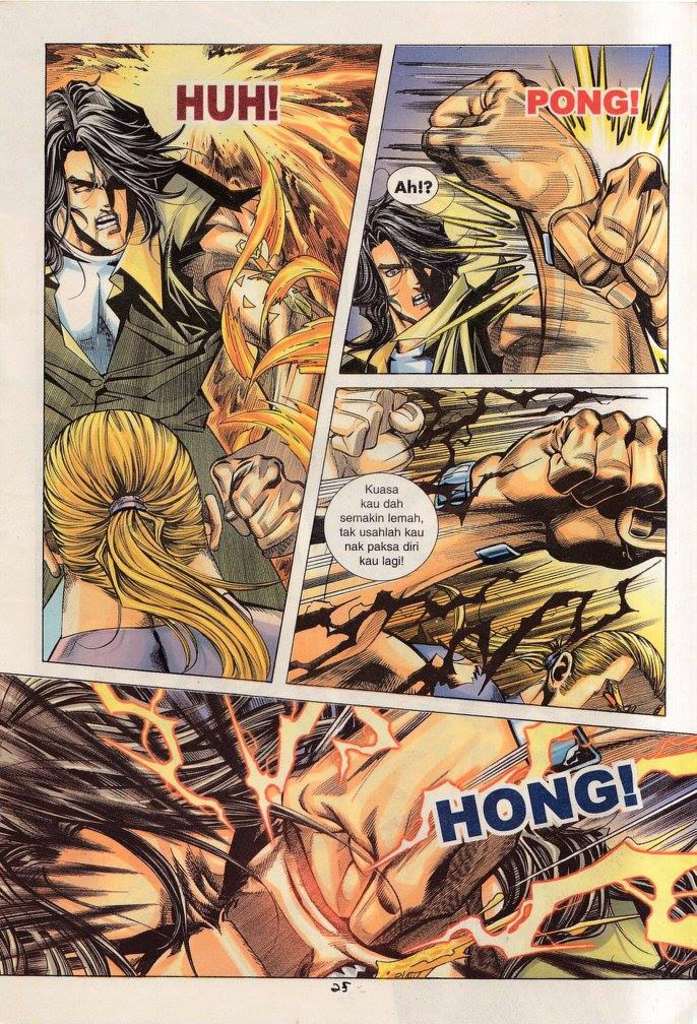 HUH!
PONG!
Ah!?
Kuasa
kau dah
semakin lemah,
tak usahlah kau
nak paksa diri
kau lagi!
HONG!
25